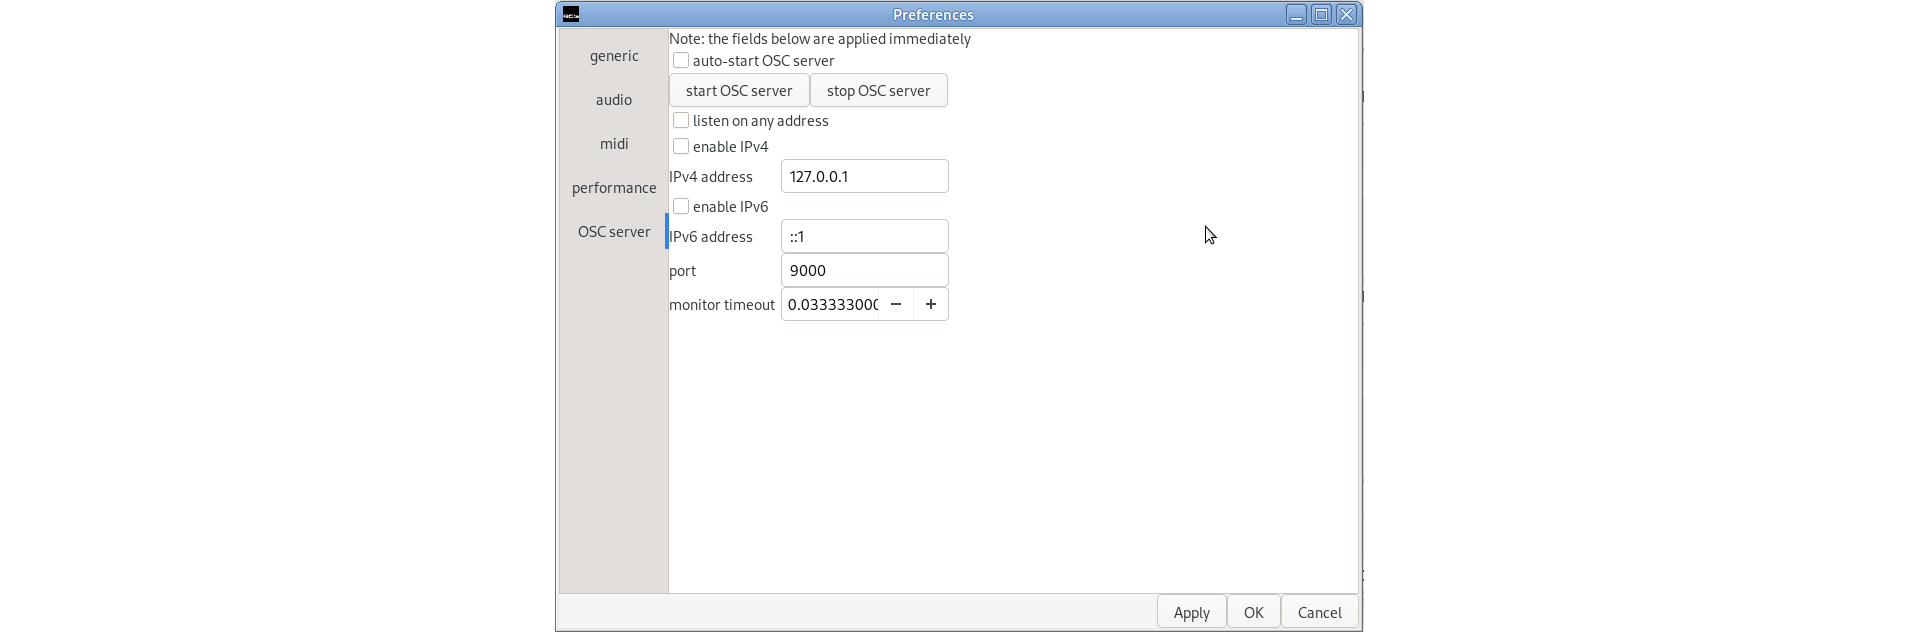 Preferences
generic
audio
midi
performance
OSC server
Note: the fields below are applied immediately
auto-start OSC server
start OSC server stop OSC server
listen on any address
enable IPv4
IPv4 address 127.0.0.1
enable IPv6
IPv6 address ::1
port 9000
monitor timeout 0.033333000 − +
Apply OK Cancel